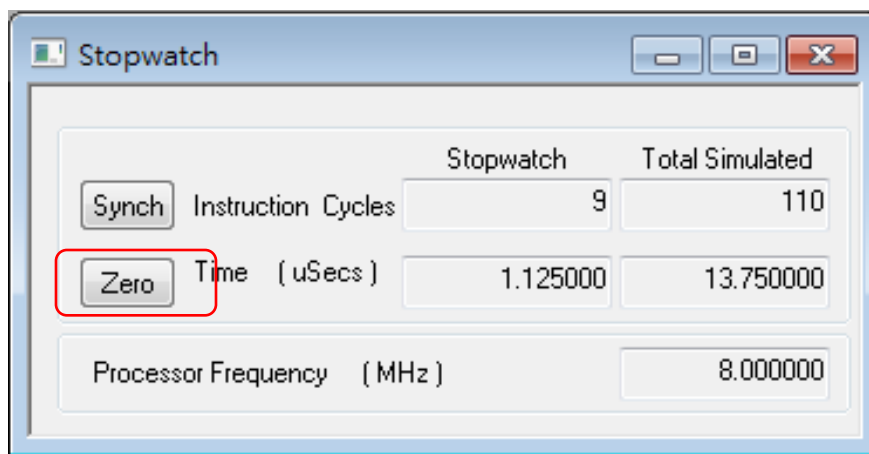 Stopwatch
Stopwatch Total Simulated
Synch Instruction Cycles 9 110
Zero Time (uSecs) 1.125000 13.750000
Processor Frequency (MHz) 8.000000